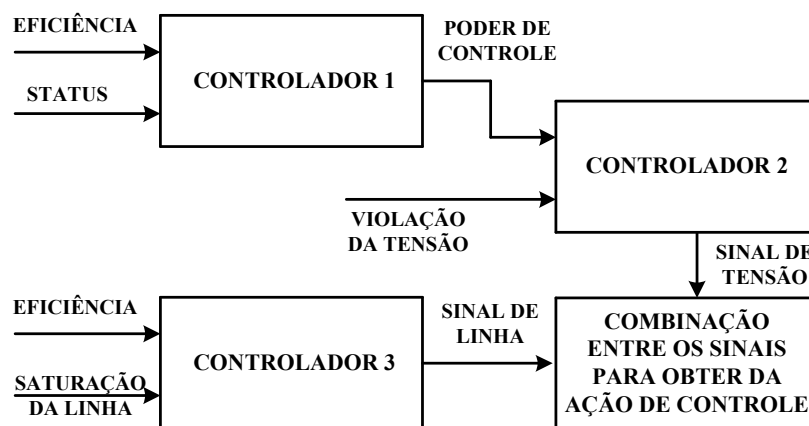 EFICIÊNCIA
STATUS
CONTROLADOR 1
PODER DE
CONTROLE
CONTROLADOR 2
VIOLAÇÃO
DA TENSÃO
SINAL DE
TENSÃO
EFICIÊNCIA
SATURAÇÃO
DA LINHA
CONTROLADOR 3
SINAL DE
LINHA
COMBINAÇÃO
ENTRE OS SINAIS
PARA OBTER DA
AÇÃO DE CONTROLE